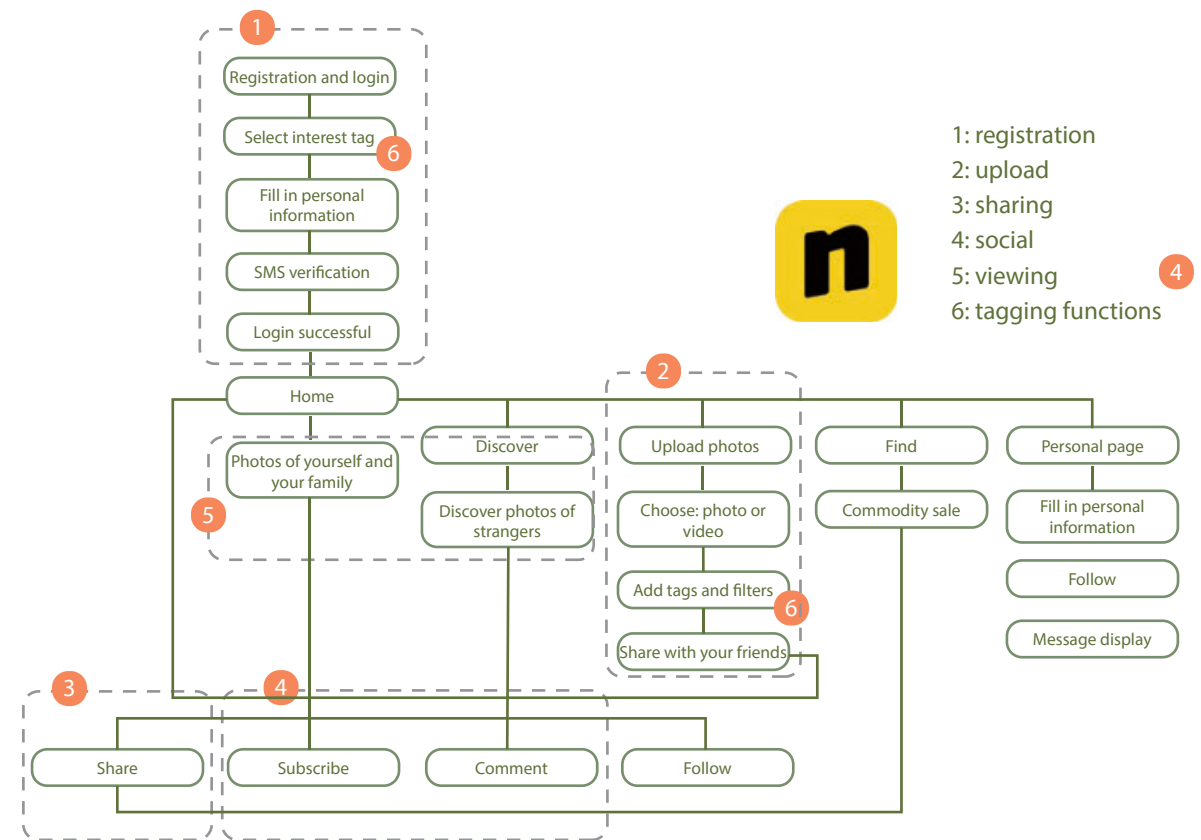 1
Registration and login
Select interest tag
6
Fill in personal
information
SMS verification
Login successful
1: registration
2: upload
3: sharing
4: social
5: viewing
6: tagging functions
n
4
Home
2
Photos of yourself and
your family
Discover
Upload photos
Find
Personal page
5
Discover photos of
strangers
Choose: photo or
video
Commodity sale
Fill in personal
information
Add tags and filters
6
Follow
Share with your friends
Message display
3
4
Share
Subscribe
Comment
Follow